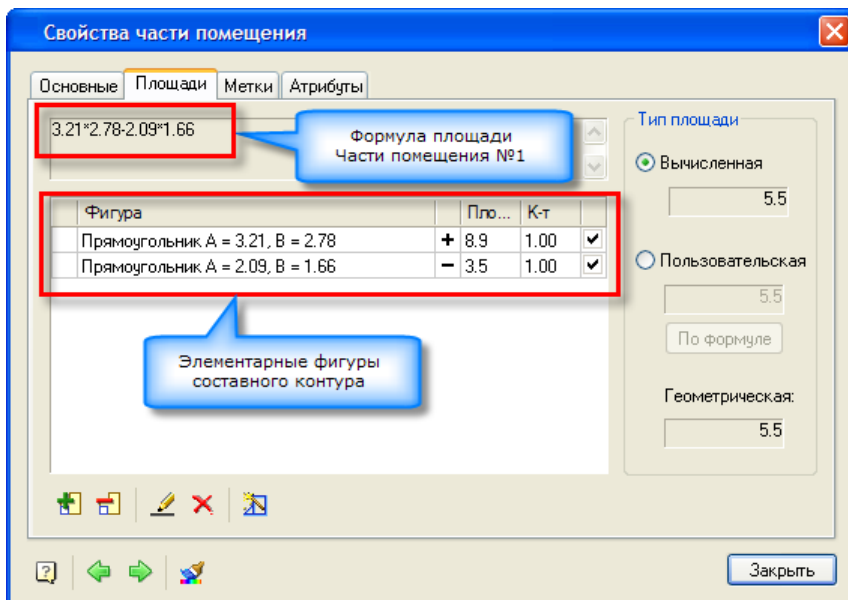 Свойства части помещения
Основные Площади Метки Атрибуты
3.21*2.78-2.09*1.66
Формула площади
Части помещения №1
Фигура Пло... К-т
Прямоугольник A = 3.21, B = 2.78 + 8.9 1.00
Прямоугольник A = 2.09, B = 1.66 − 3.5 1.00
Элементарные фигуры
составного контура
Тип площади
Вычисленная
5.5
Пользовательская
5.5
По формуле
Геометрическая:
5.5
Закрыть